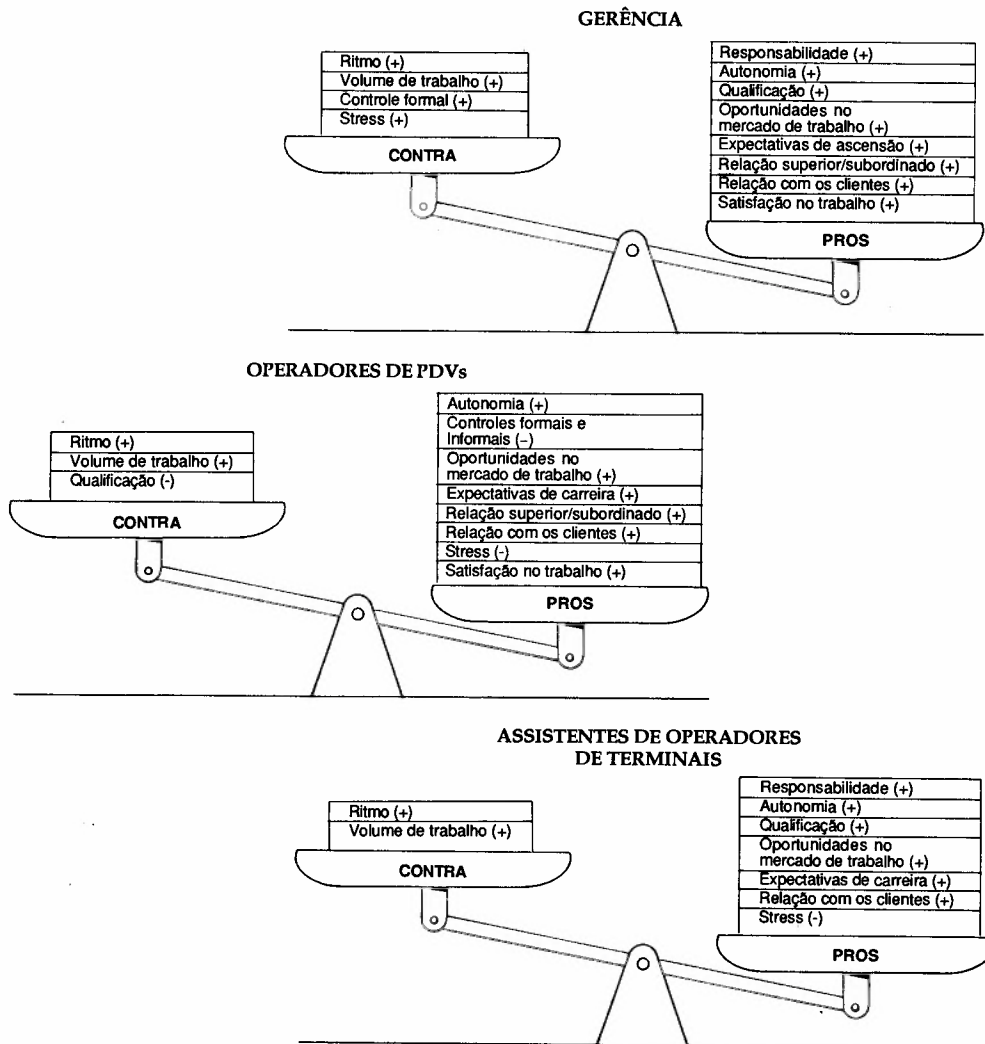 GERÊNCIA
Ritmo (+)
Volume de trabalho (+)
Controle formal (+)
Stress (+)
CONTRA
Responsabilidade (+)
Autonomia (+)
Qualificação (+)
Oportunidades no
mercado de trabalho (+)
Expectativas de ascensão (+)
Relação superior/subordinado (+)
Relação com os clientes (+)
Satisfação no trabalho (+)
PROS
OPERADORES DE PDVs
Ritmo (+)
Volume de trabalho (+)
Qualificação (-)
CONTRA
Autonomia (+)
Controles formais e
Informais (-)
Oportunidades no
mercado de trabalho (+)
Expectativas de carreira (+)
Relação superior/subordinado (+)
Relação com os clientes (+)
Stress (-)
Satisfação no trabalho (+)
PROS
ASSISTENTES DE OPERADORES
DE TERMINAIS
Ritmo (+)
Volume de trabalho (+)
CONTRA
Responsabilidade (+)
Autonomia (+)
Qualificação (+)
Oportunidades no
mercado de trabalho (+)
Expectativas de carreira (+)
Relação com os clientes (+)
Stress (-)
PROS